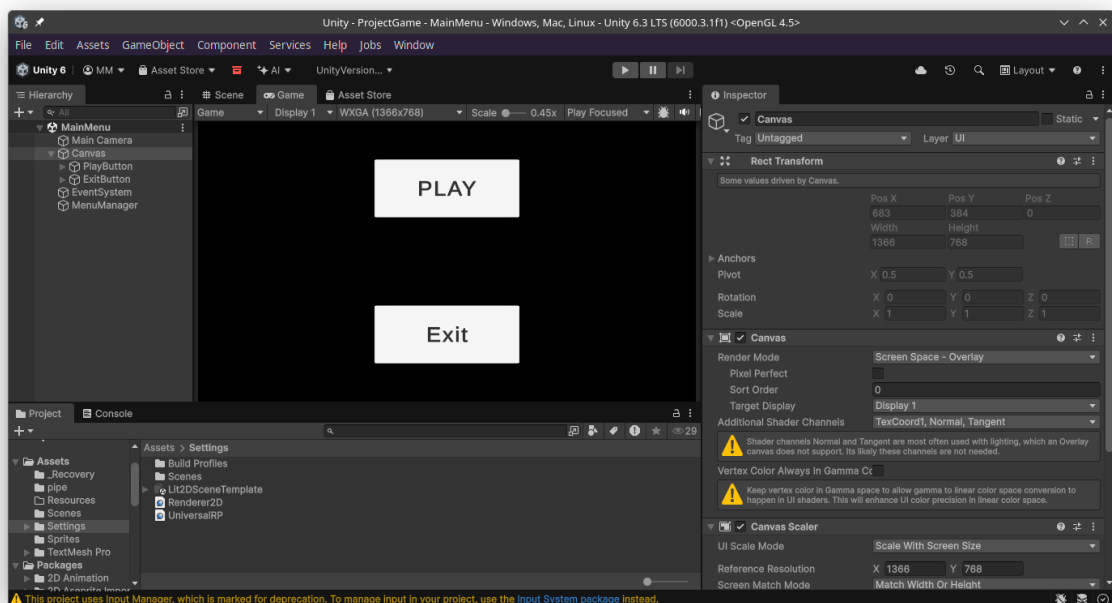 Unity - ProjectGame - MainMenu - Windows, Mac, Linux - Unity 6.3 LTS (6000.3.1f1) <OpenGL 4.5>
File Edit Assets GameObject Component Services Help Jobs Window
Unity 6 MM Asset Store AI UnityVersion... Layout
Hierarchy
All
MainMenu
Main Camera
Canvas
PlayButton
ExitButton
EventSystem
MenuManager
Scene Game Asset Store
Game Display 1 WXGA (1366x768) Scale 0.45x Play Focused
PLAY
Exit
Inspector
Canvas Static
Tag Untagged Layer UI
Rect Transform
Some values driven by Canvas.
Pos X Pos Y Pos Z
683 384 0
Width Height
1366 768
R
Anchors
Pivot X 0.5 Y 0.5
Rotation X 0 Y 0 Z 0
Scale X 1 Y 1 Z 1
Canvas
Render Mode Screen Space - Overlay
Pixel Perfect
Sort Order 0
Target Display Display 1
Additional Shader Channels TexCoord1, Normal, Tangent
Shader channels Normal and Tangent are most often used with lighting, which an Overlay
canvas does not support. Its likely these channels are not needed.
Vertex Color Always In Gamma Co
Keep vertex color in Gamma space to allow gamma to linear color space conversion to
happen in UI shaders. This will enhance UI color precision in linear color space.
Canvas Scaler
UI Scale Mode Scale With Screen Size
Reference Resolution X 1366 Y 768
Screen Match Mode Match Width Or Height
Project Console
29
Assets
_Recovery
pipe
Resources
Scenes
Settings
Sprites
TextMesh Pro
Packages
2D Animation
2D Aseprite Impor
Assets > Settings
Build Profiles
Scenes
Lit2DSceneTemplate
Renderer2D
UniversalRP
This project uses Input Manager, which is marked for deprecation. To manage input in your project, use the Input System package instead.